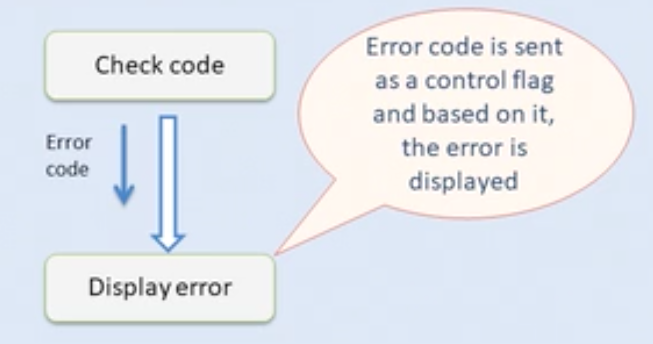 Check code
Error code is sent
as a control flag
and based on it,
the error is
displayed
Error
code
Display error